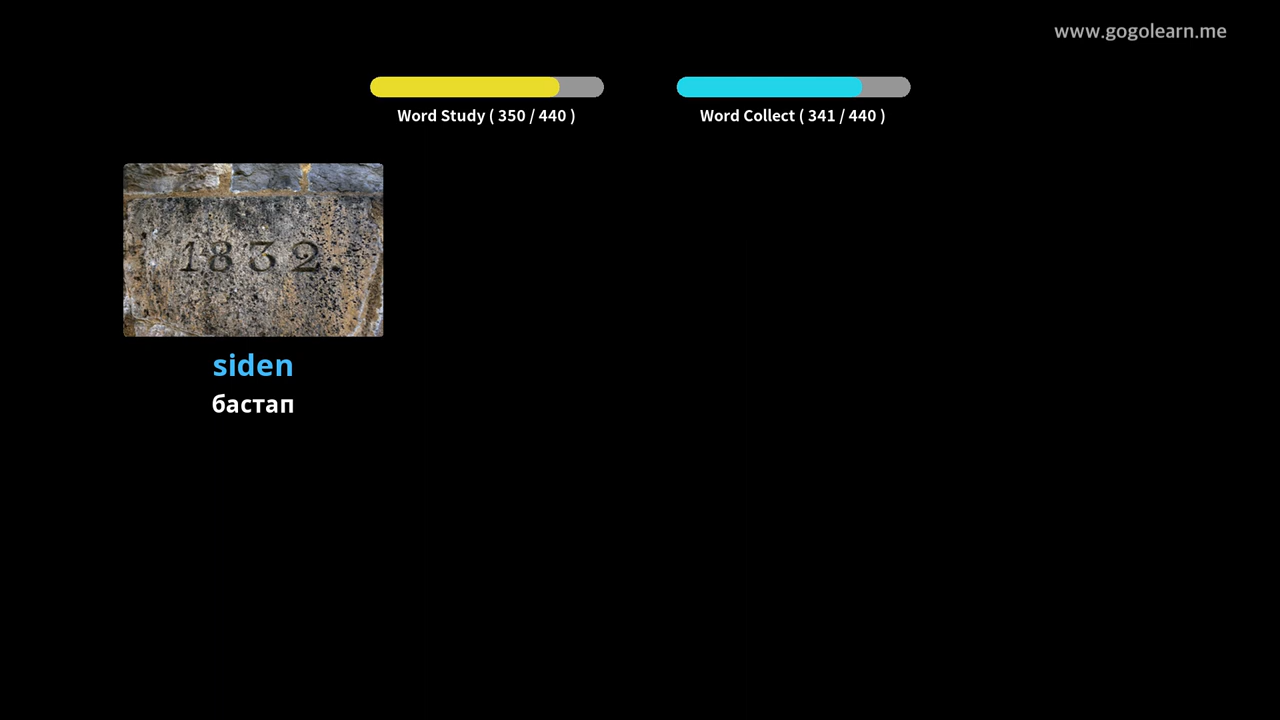 www.gogolearn.me
Word Study ( 350 / 440 )
Word Collect ( 341 / 440 )
1832.
siden
бастап